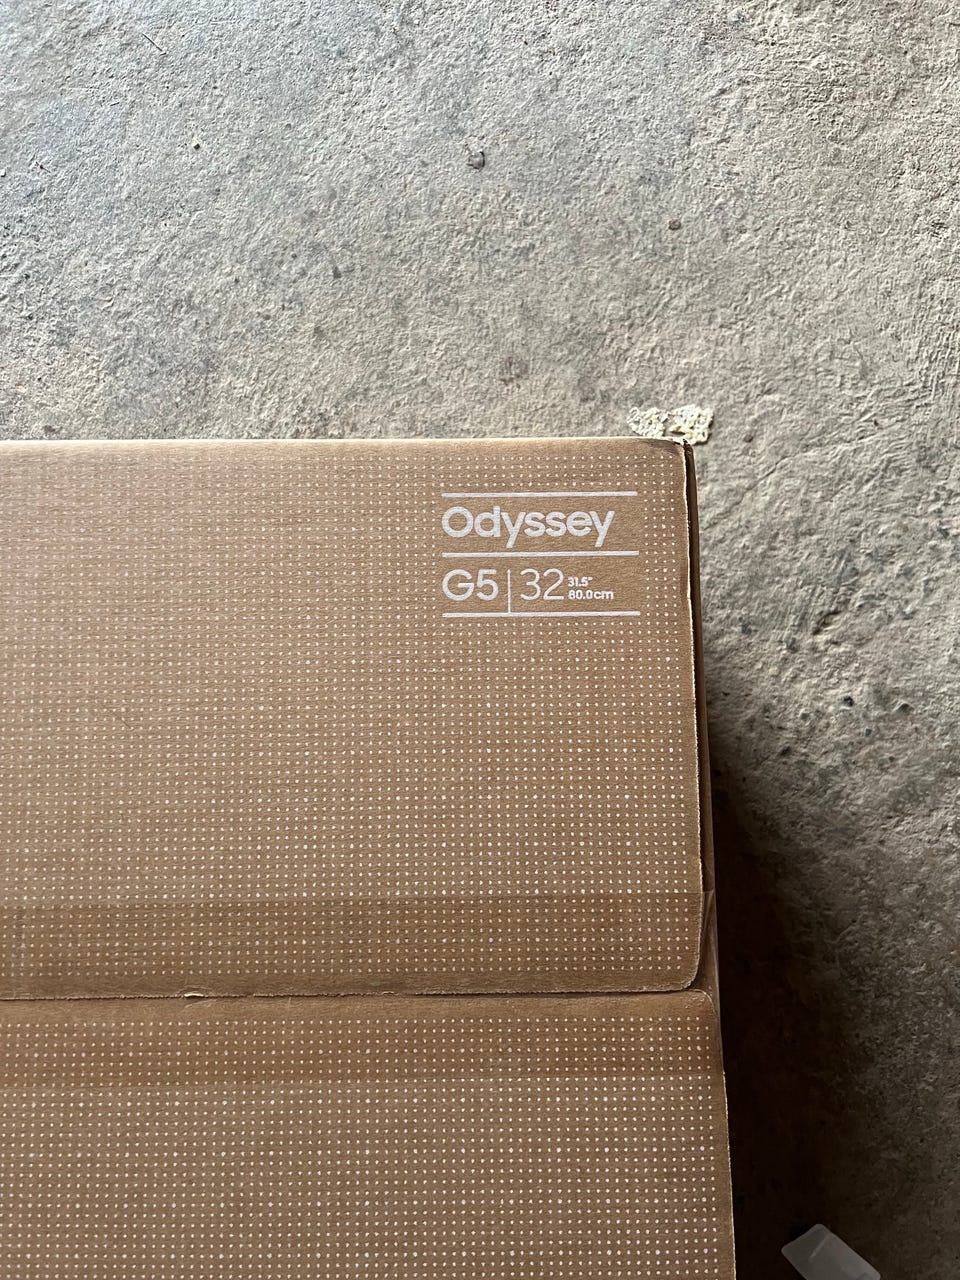 Odyssey
G5 | 32 31.5"
80.0cm